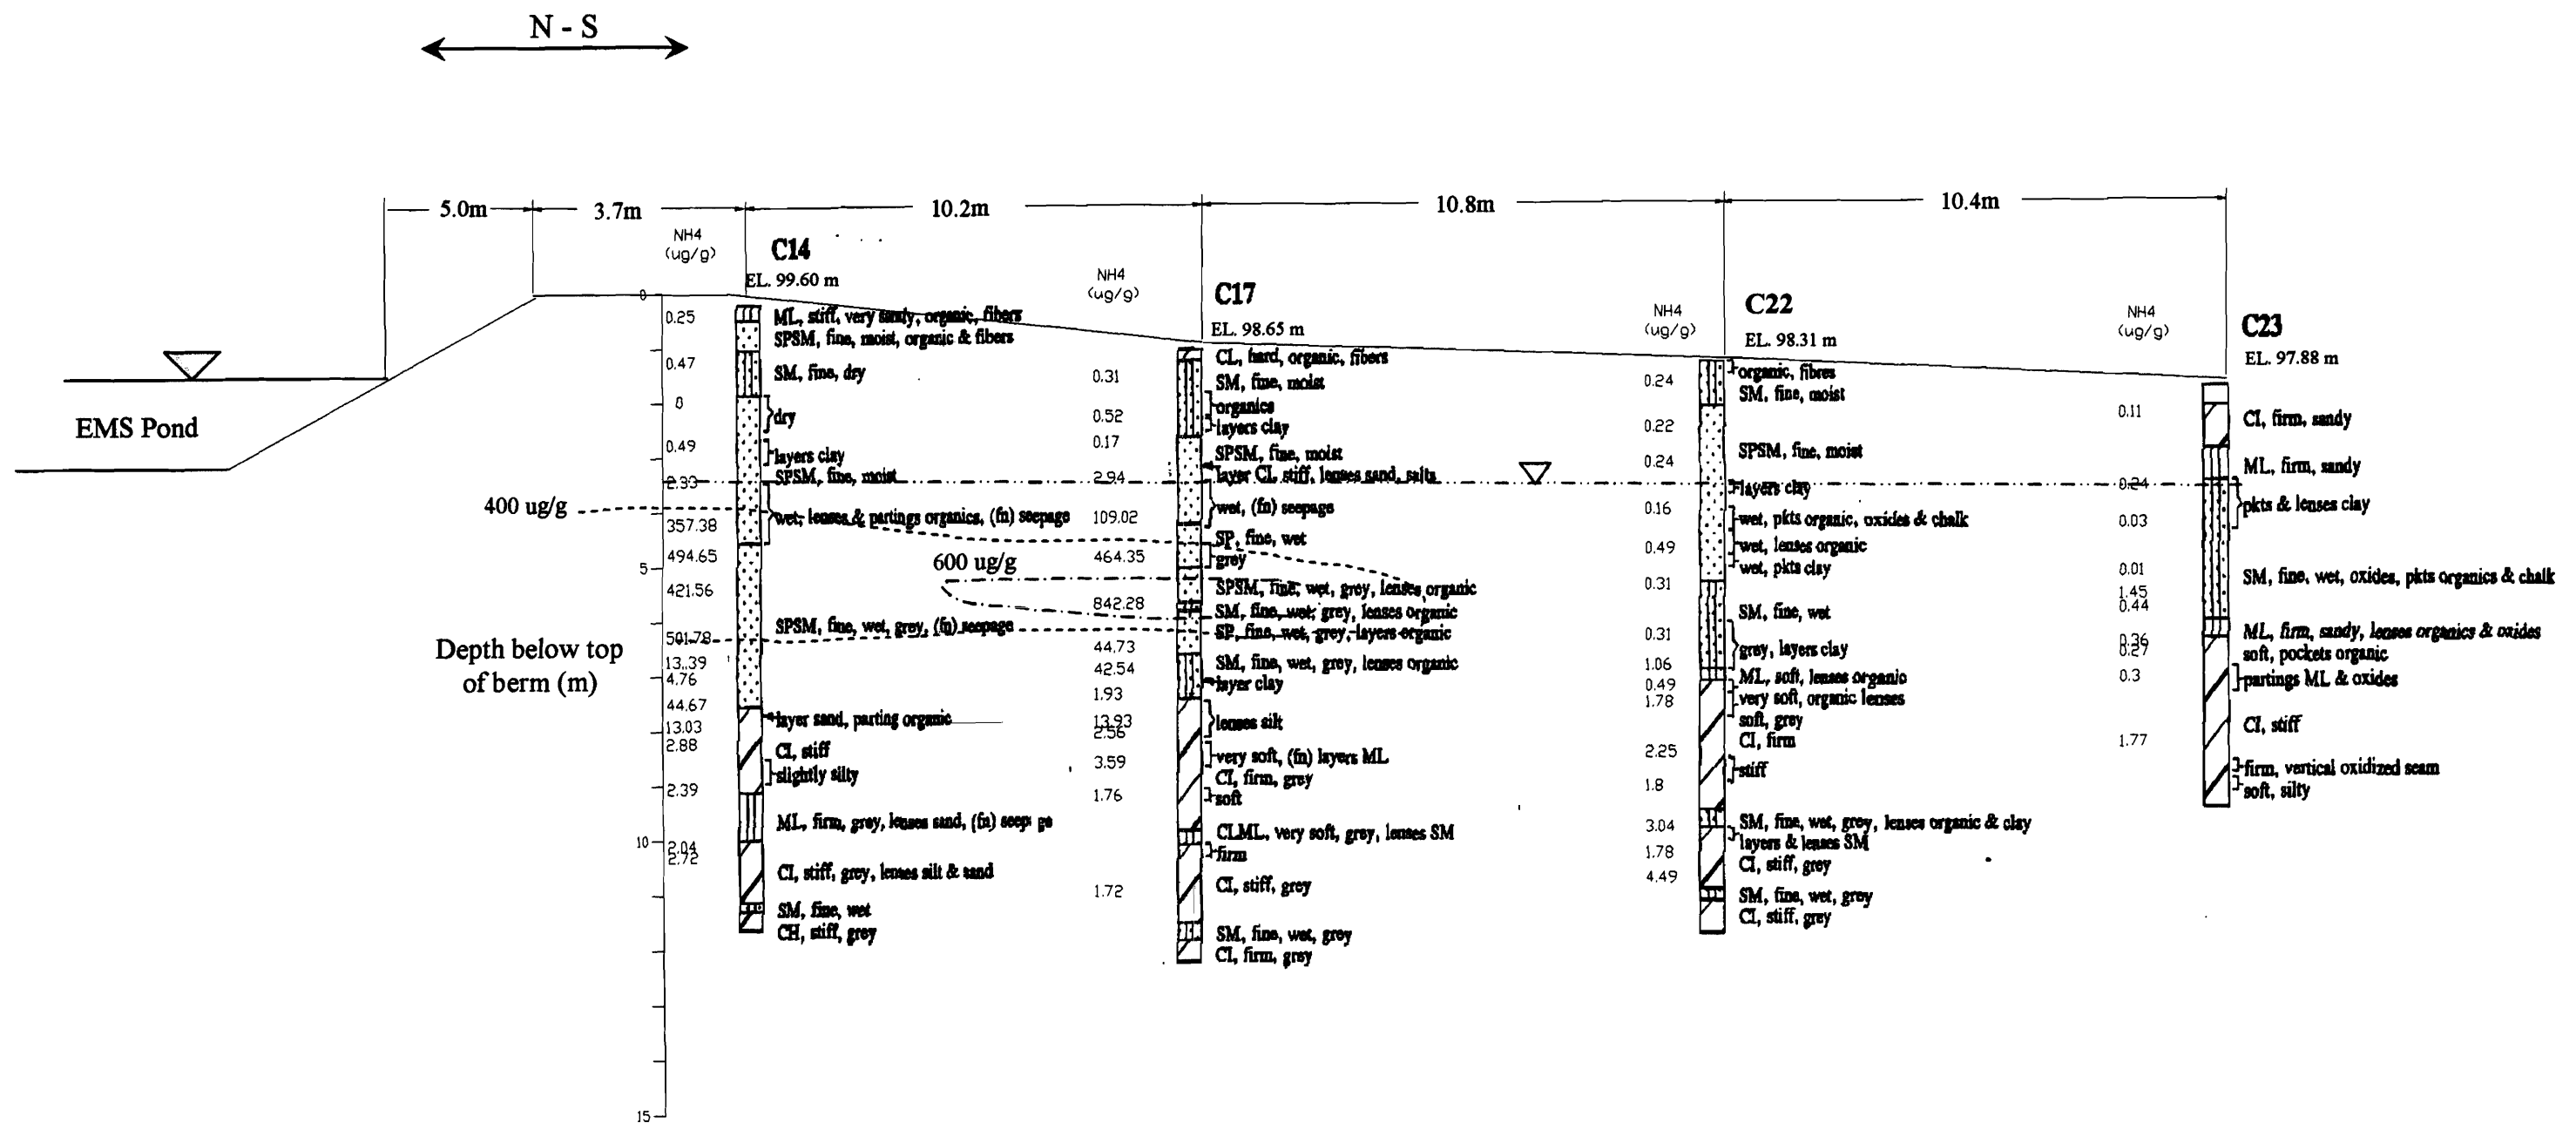 N - S
5.0m
3.7m
10.2m
10.8m
10.4m
NH4
(ug/g)
C14
EL. 99.60 m
NH4
(ug/g)
C17
EL. 98.65 m
NH4
(ug/g)
C22
EL. 98.31 m
NH4
(ug/g)
C23
EL. 97.88 m
EMS Pond
400 ug/g
600 ug/g
Depth below top
of berm (m)
0
5
10
15
0.25
0.47
0
0.49
2.33
357.38
494.65
421.56
501.78
13.39
4.76
44.67
13.03
2.88
2.39
2.04
2.72
ML, stiff, very sandy, organic, fibers
SPSM, fine, moist, organic & fibers
SM, fine, dry
dry
layers clay
SPSM, fine, moist
wet, lenses & partings organics, (fn) seepage
SPSM, fine, wet, grey, (fn) seepage
layer sand, parting organic
CI, stiff
slightly silty
ML, firm, grey, lenses sand, (fn) seep ge
CI, stiff, grey, lenses silt & sand
SM, fine, wet
CH, stiff, grey
0.31
0.52
0.17
2.94
109.02
464.35
842.28
44.73
42.54
1.93
13.93
2.56
3.59
1.76
1.72
CL, hard, organic, fibers
SM, fine, moist
organics
layers clay
SPSM, fine, moist
layer CL, stiff, lenses sand, salts
wet, (fn) seepage
SP, fine, wet
grey
SPSM, fine, wet, grey, lenses organic
SM, fine, wet, grey, lenses organic
SP, fine, wet, grey, layers organic
SM, fine, wet, grey, lenses organic
layer clay
lenses silt
very soft, (fn) layers ML
CI, firm, grey
soft
CLML, very soft, grey, lenses SM
firm
CI, stiff, grey
SM, fine, wet, grey
CI, firm, grey
0.24
0.22
0.24
0.16
0.49
0.31
0.31
1.06
0.49
1.78
2.25
1.8
3.04
1.78
4.49
organic, fibres
SM, fine, moist
SPSM, fine, moist
layers clay
wet, pkts organic, oxides & chalk
wet, lenses organic
wet, pkts clay
SM, fine, wet
grey, layers clay
ML, soft, lenses organic
very soft, organic lenses
soft, grey
CI, firm
stiff
SM, fine, wet, grey, lenses organic & clay
layers & lenses SM
CI, stiff, grey
SM, fine, wet, grey
CI, stiff, grey
0.11
0.24
0.03
0.01
1.45
0.44
0.36
0.27
0.3
1.77
CI, firm, sandy
ML, firm, sandy
pkts & lenses clay
SM, fine, wet, oxides, pkts organics & chalk
ML, firm, sandy, lenses organics & oxides
soft, pockets organic
partings ML & oxides
CI, stiff
firm, vertical oxidized seam
soft, silty